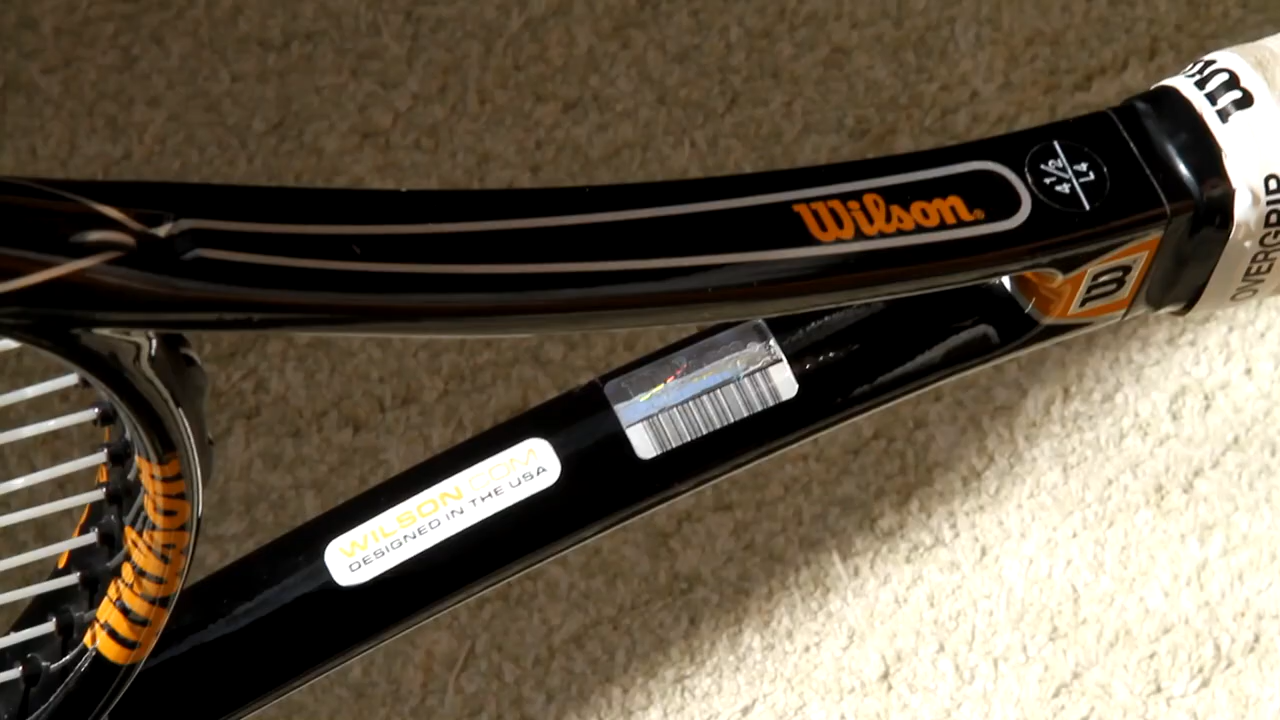 Wilson
4 1/2
L4
W
OVERGRIP
WILSON.COM
DESIGNED IN THE USA